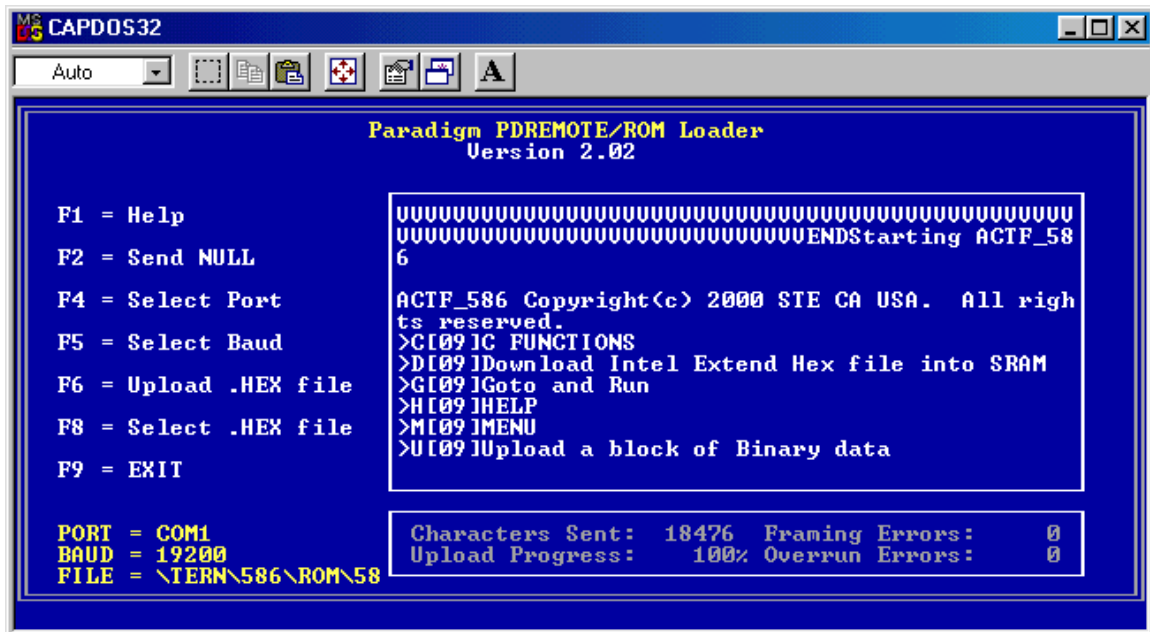 CAPDOS32
Auto
A
Paradigm PDREMOTE/ROM Loader
Version 2.02
F1 = Help
F2 = Send NULL
F4 = Select Port
F5 = Select Baud
F6 = Upload .HEX file
F8 = Select .HEX file
F9 = EXIT
VVVVVVVVVVVVVVVVVVVVVVVVVVVVVVVVVVVVVVVVVVVVVVVV
VVVVVVVVVVVVVVVVVVVVVVVVVVVVVENDStarting ACTF_58
6
ACTF_586 Copyright(c) 2000 STE CA USA.  All righ
ts reserved.
>C[09]C FUNCTIONS
>D[09]Download Intel Extend Hex file into SRAM
>G[09]Goto and Run
>H[09]HELP
>M[09]MENU
>U[09]Upload a block of Binary data
PORT = COM1
BAUD = 19200
FILE = \TERN\586\ROM\58
Characters Sent: 18476 Framing Errors: 0
Upload Progress: 100% Overrun Errors: 0